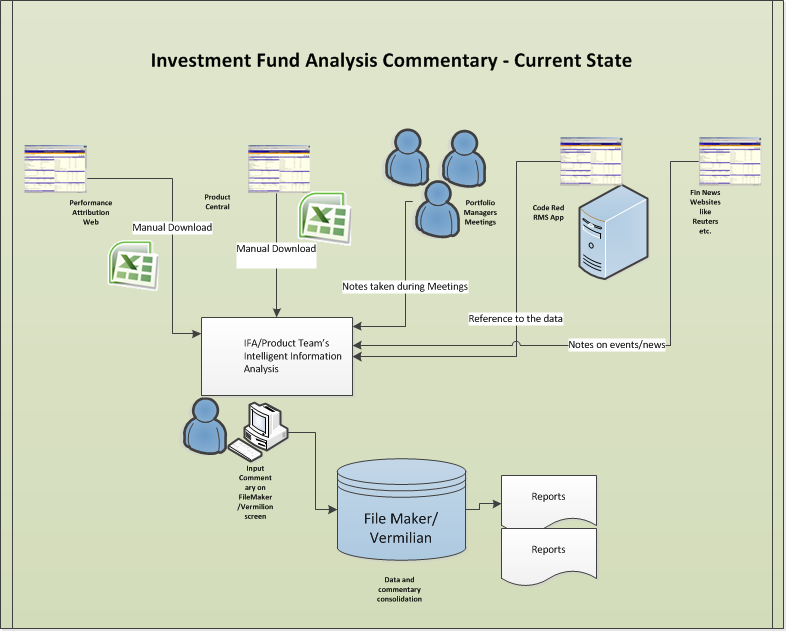 Investment Fund Analysis Commentary - Current State
Performance
Attribution
Web
Manual Download
Product
Central
Manual Download
Portfolio
Managers
Meetings
Notes taken during Meetings
Code Red
RMS App
Reference to the data
Fin News
Websites
like
Reuters
etc.
Notes on events/news
IFA/Product Team's
Intelligent Information
Analysis
Input
Comment
ary on
FileMaker
/Vermilion
screen
File Maker/
Vermilian
Data and
commentary
consolidation
Reports
Reports